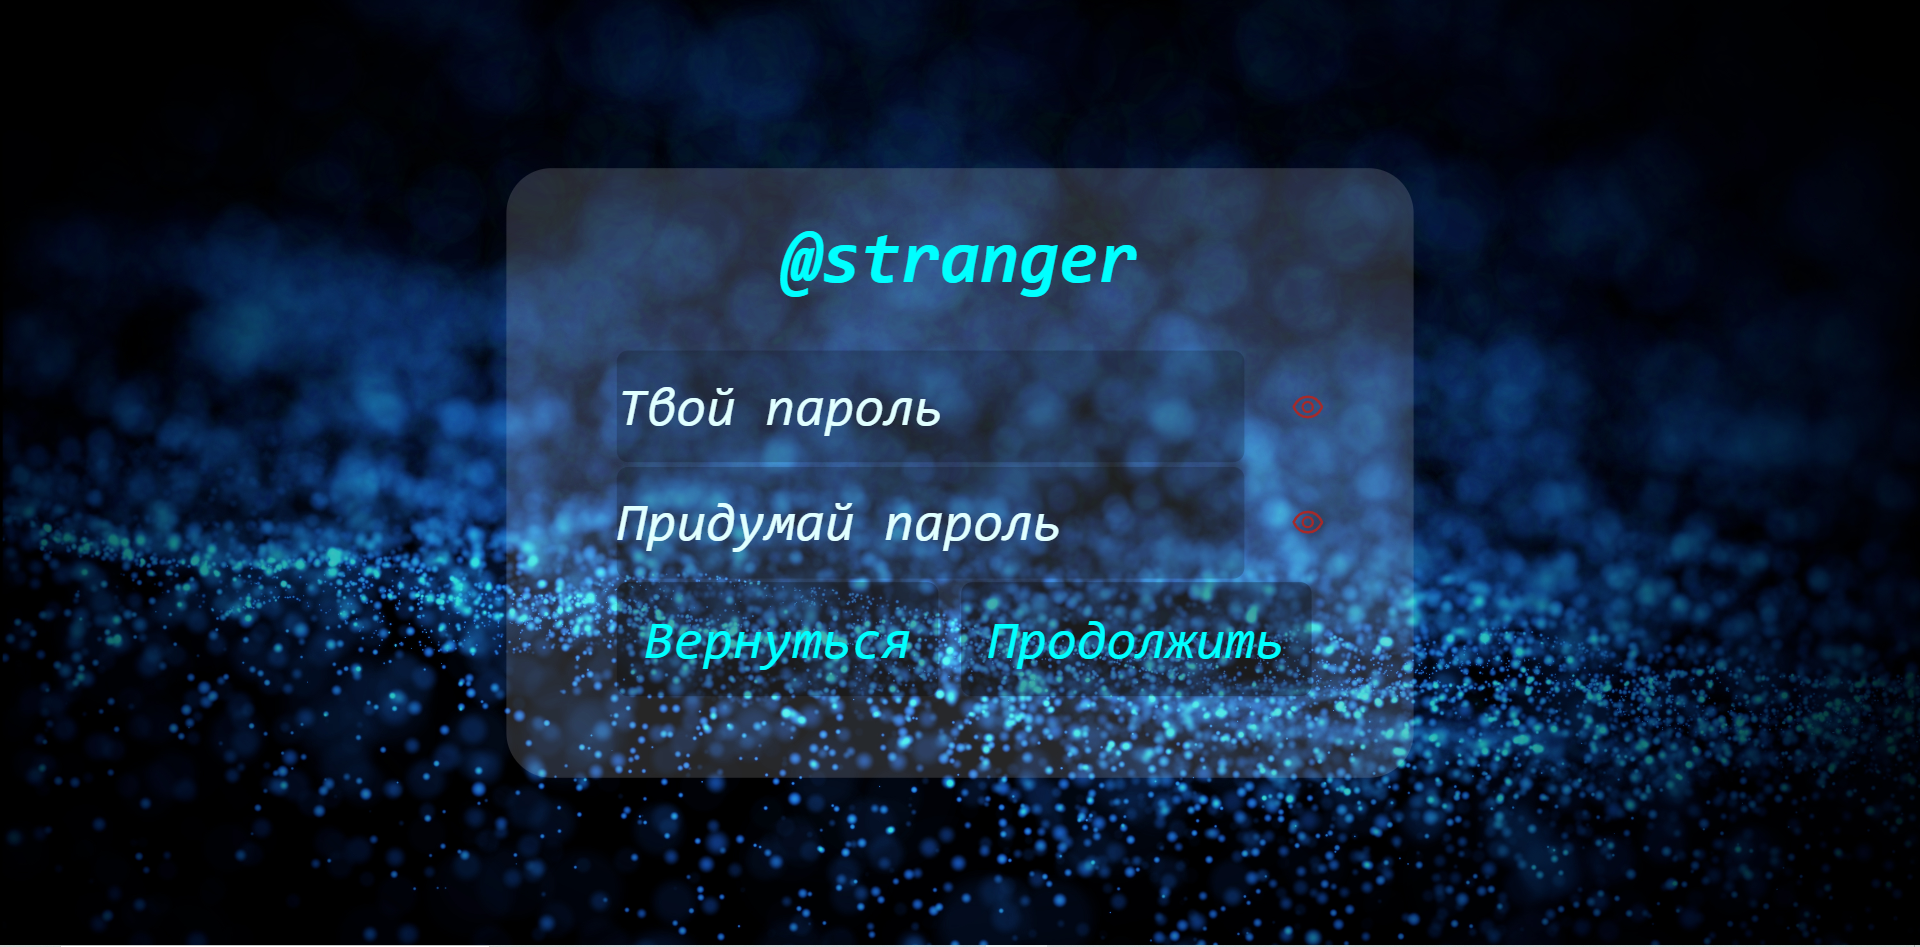 @stranger
Твой пароль
Придумай пароль
Вернуться Продолжить